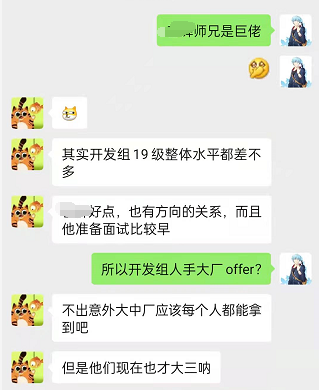 师兄是巨佬
其实开发组 19 级整体水平都差不
多
好点，也有方向的关系，而且
他准备面试比较早
所以开发组人手大厂 offer？
不出意外大中厂应该每个人都能拿
到吧
但是他们现在也才大三呐